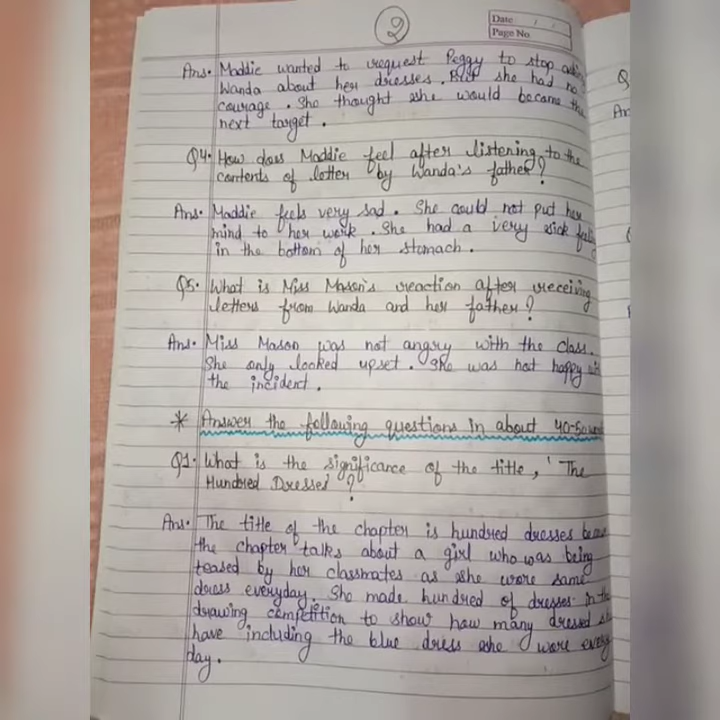 2
Date: / /
Page No
Ans. Maddie wanted to request Peggy to stop asking
Wanda about her dresses. But she had no
courage. She thought she would become the
next target.
Q4. How does Maddie feel after listening to the
contents of letter by Wanda's father?
Ans. Maddie feels very sad. She could not put her
mind to her work. She had a very sick
in the bottom of her stomach.
Q5. What is Miss Mason's reaction after receiving
letters from Wanda and her father?
Ans. Miss Mason was not angry with the class.
She only looked upset. She was not happy
the incident.
* Answer the following questions in about 40-50
Q1. What is the significance of the title, 'The
Hundred Dresses'?
Ans. The title of the chapter is hundred dresses
the chapter talks about a girl who was being
teased by her classmates as she wore same
dress everyday. She made hundred of dresses in the
drawing competition to show how many dressed
have including the blue dress she wore every
day.
Q
An